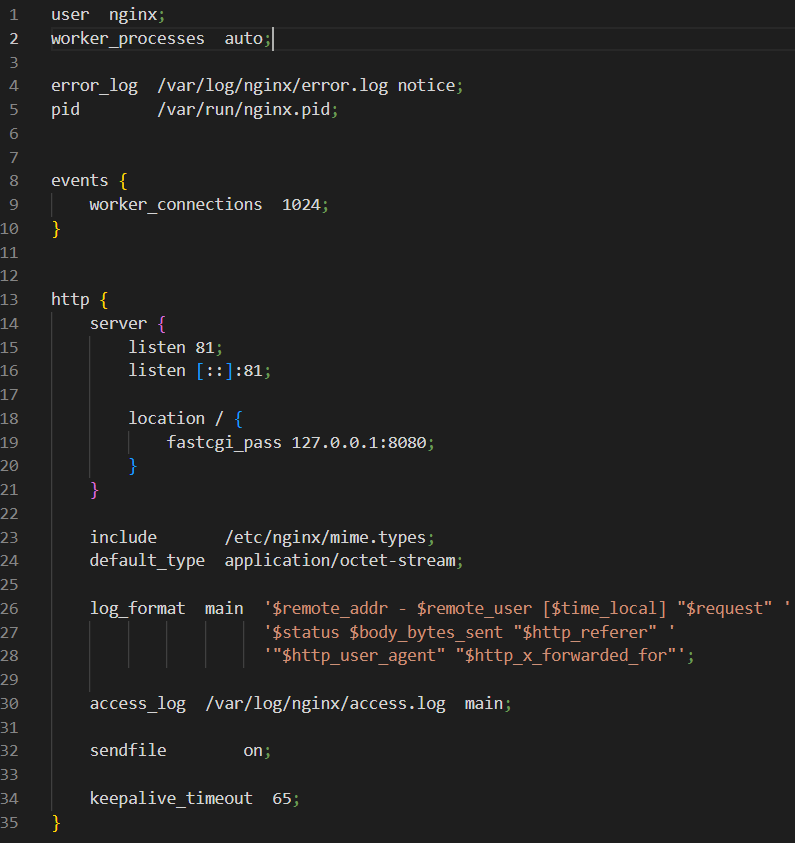 1 user  nginx;
2 worker_processes  auto;
3
4 error_log  /var/log/nginx/error.log notice;
5 pid        /var/run/nginx.pid;
6
7
8 events {
9     worker_connections  1024;
10 }
11
12
13 http {
14     server {
15         listen 81;
16         listen [::]:81;
17
18         location / {
19             fastcgi_pass 127.0.0.1:8080;
20         }
21     }
22
23     include       /etc/nginx/mime.types;
24     default_type  application/octet-stream;
25
26     log_format  main  '$remote_addr - $remote_user [$time_local] "$request" '
27                       '$status $body_bytes_sent "$http_referer" '
28                       '"$http_user_agent" "$http_x_forwarded_for"';
29
30     access_log  /var/log/nginx/access.log  main;
31
32     sendfile        on;
33
34     keepalive_timeout  65;
35 }